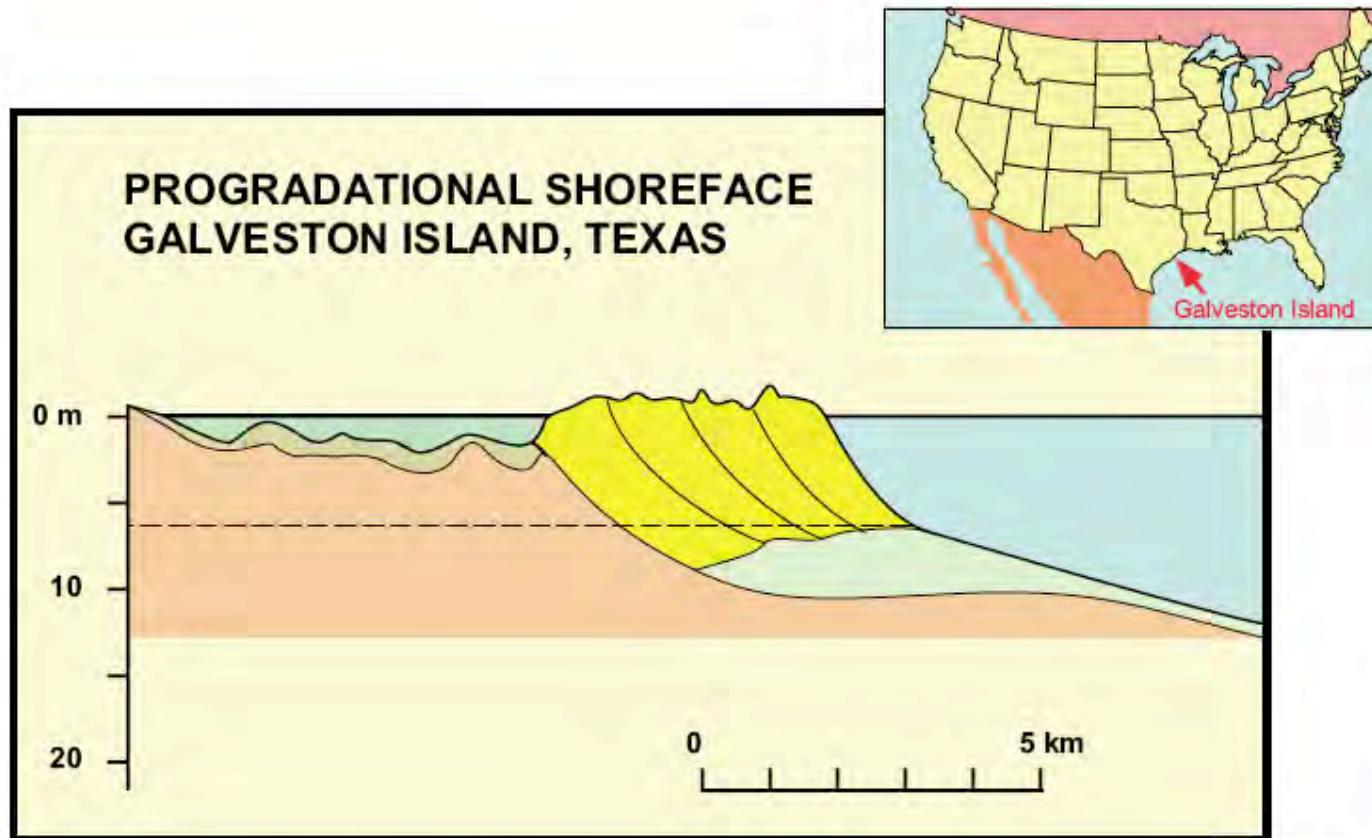 PROGRADATIONAL SHOREFACE
GALVESTON ISLAND, TEXAS
Galveston Island
0 m
10
20
0 5 km